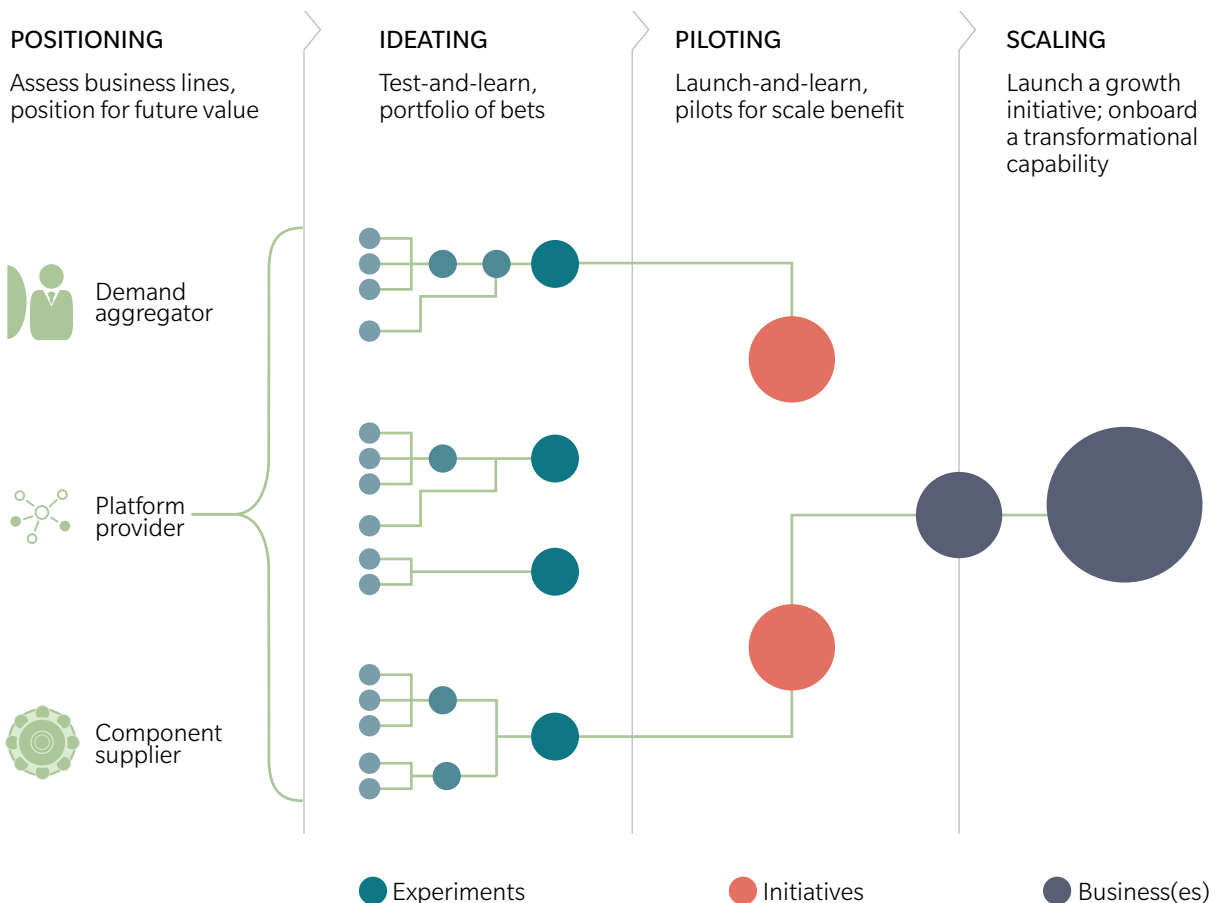 POSITIONING
Assess business lines,
position for future value
IDEATING
Test-and-learn,
portfolio of bets
PILOTING
Launch-and-learn,
pilots for scale benefit
SCALING
Launch a growth
initiative; onboard
a transformational
capability
Demand
aggregator
Platform
provider
Component
supplier
Experiments
Initiatives
Business(es)